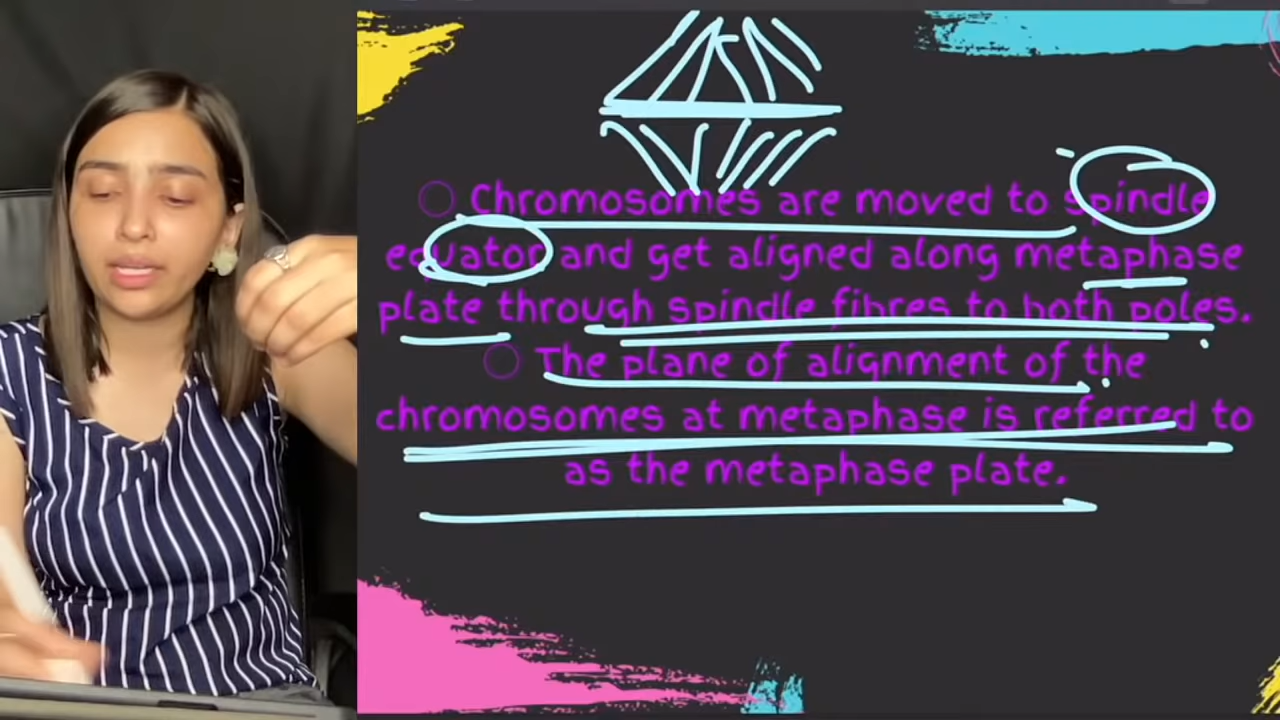 Chromosomes are moved to spindle
equator and get aligned along metaphase
plate through spindle fibres to both poles.
The plane of alignment of the
chromosomes at metaphase is referred to
as the metaphase plate.